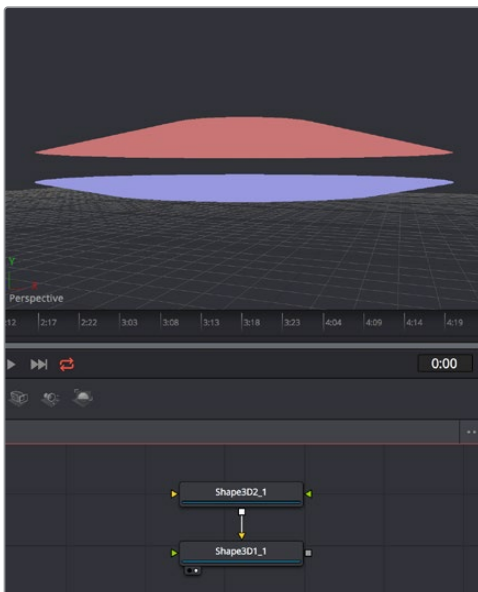 Y
X
Perspective
:12 2:17 2:22 3:03 3:08 3:13 3:18 3:23 4:04 4:09 4:14 4:19
0:00
Shape3D2_1
Shape3D1_1